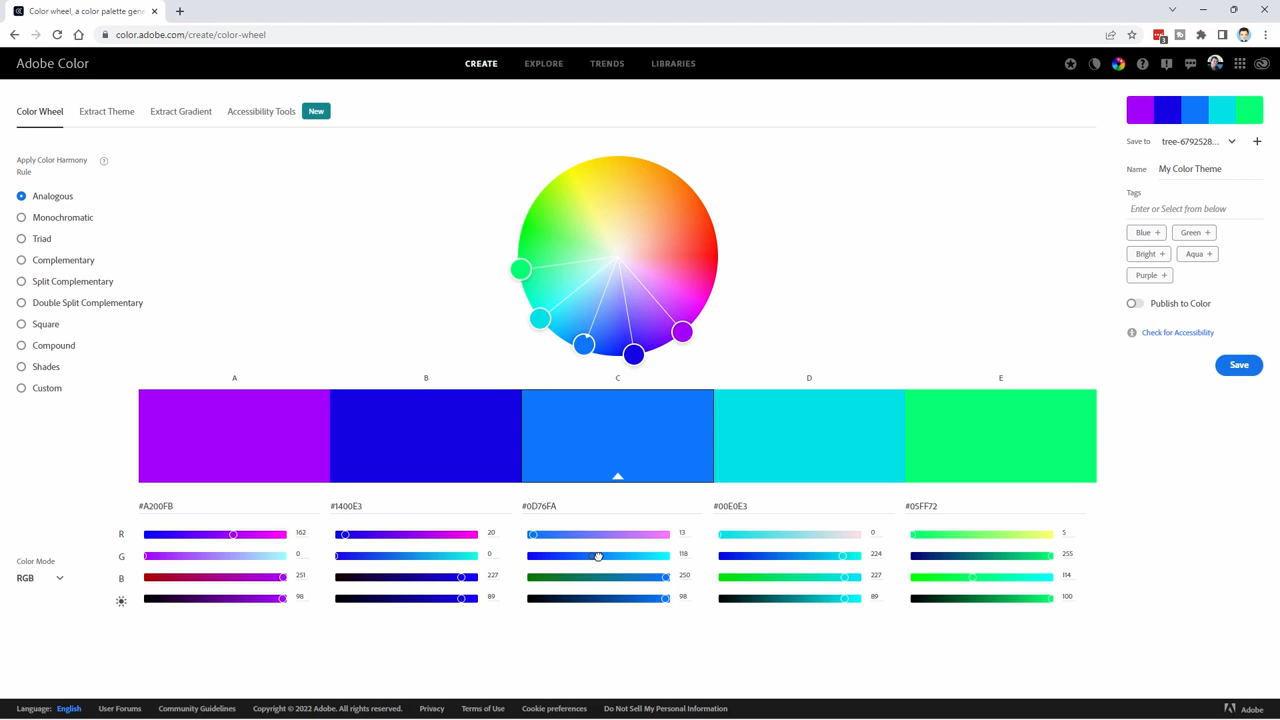 Color wheel, a color palette gene
color.adobe.com/create/color-wheel
3
Adobe Color
CREATE EXPLORE TRENDS LIBRARIES
Color Wheel Extract Theme Extract Gradient Accessibility Tools New
Apply Color Harmony
Rule
Analogous
Monochromatic
Triad
Complementary
Split Complementary
Double Split Complementary
Square
Compound
Shades
Custom
Save to tree-6792528...
Name My Color Theme
Tags
Enter or Select from below
Blue + Green +
Bright + Aqua +
Purple +
Publish to Color
Check for Accessibility
Save
A B C D E
#A200FB #1400E3 #0D76FA #00E0E3 #05FF72
R 162 20 13 0 5
G 0 0 118 224 255
B 251 227 250 227 114
98 89 98 89 100
Color Mode
RGB
Language: English User Forums Community Guidelines Copyright © 2022 Adobe. All rights reserved. Privacy Terms of Use Cookie preferences Do Not Sell My Personal Information Adobe